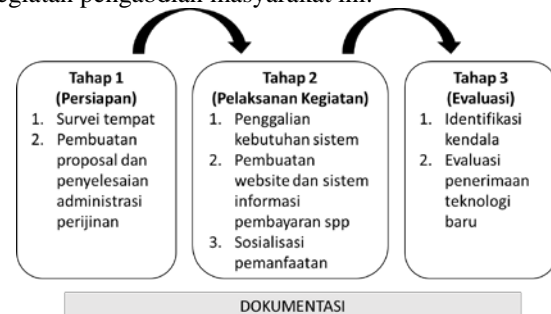 kegiatan pengabdian masyarakat ini.
Tahap 1
(Persiapan)
1. Survei tempat
2. Pembuatan
proposal dan
penyelesaian
administrasi
perijinan
Tahap 2
(Pelaksanan Kegiatan)
1. Penggalian
kebutuhan sistem
2. Pembuatan
website dan sistem
informasi
pembayaran spp
3. Sosialisasi
pemanfaatan
Tahap 3
(Evaluasi)
1. Identifikasi
kendala
2. Evaluasi
penerimaan
teknologi
baru
DOKUMENTASI